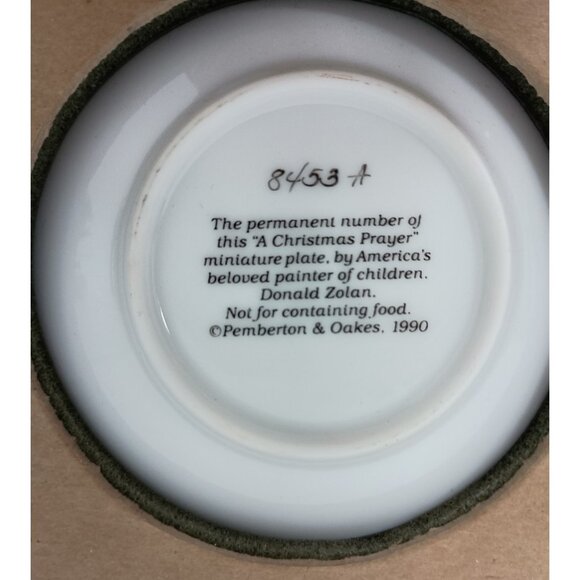 8453 A
The permanent number of
this "A Christmas Prayer"
miniature plate, by America's
beloved painter of children.
Donald Zolan.
Not for containing food.
©Pemberton & Oakes, 1990